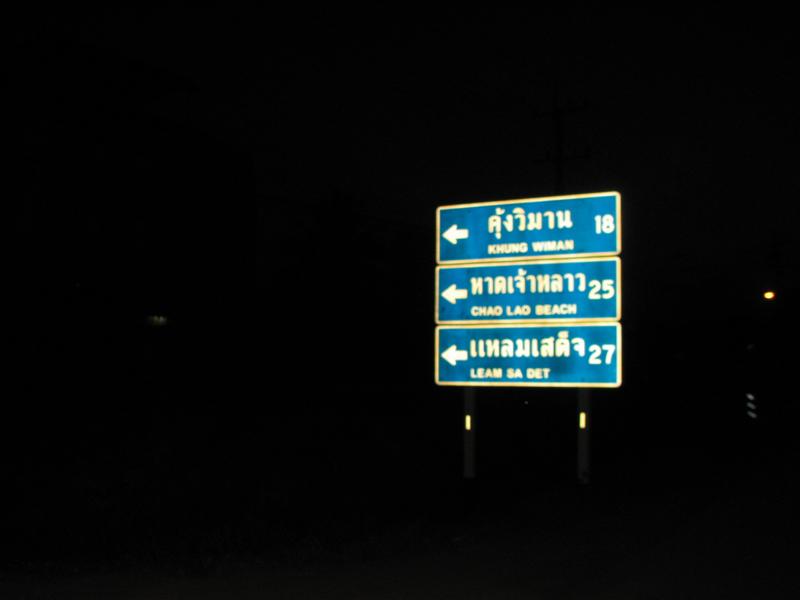 คุ้งวิมาน 18
KHUNG WIMAN
หาดเจ้าหลาว 25
CHAO LAO BEACH
แหลมเสด็จ 27
LEAM SA DET